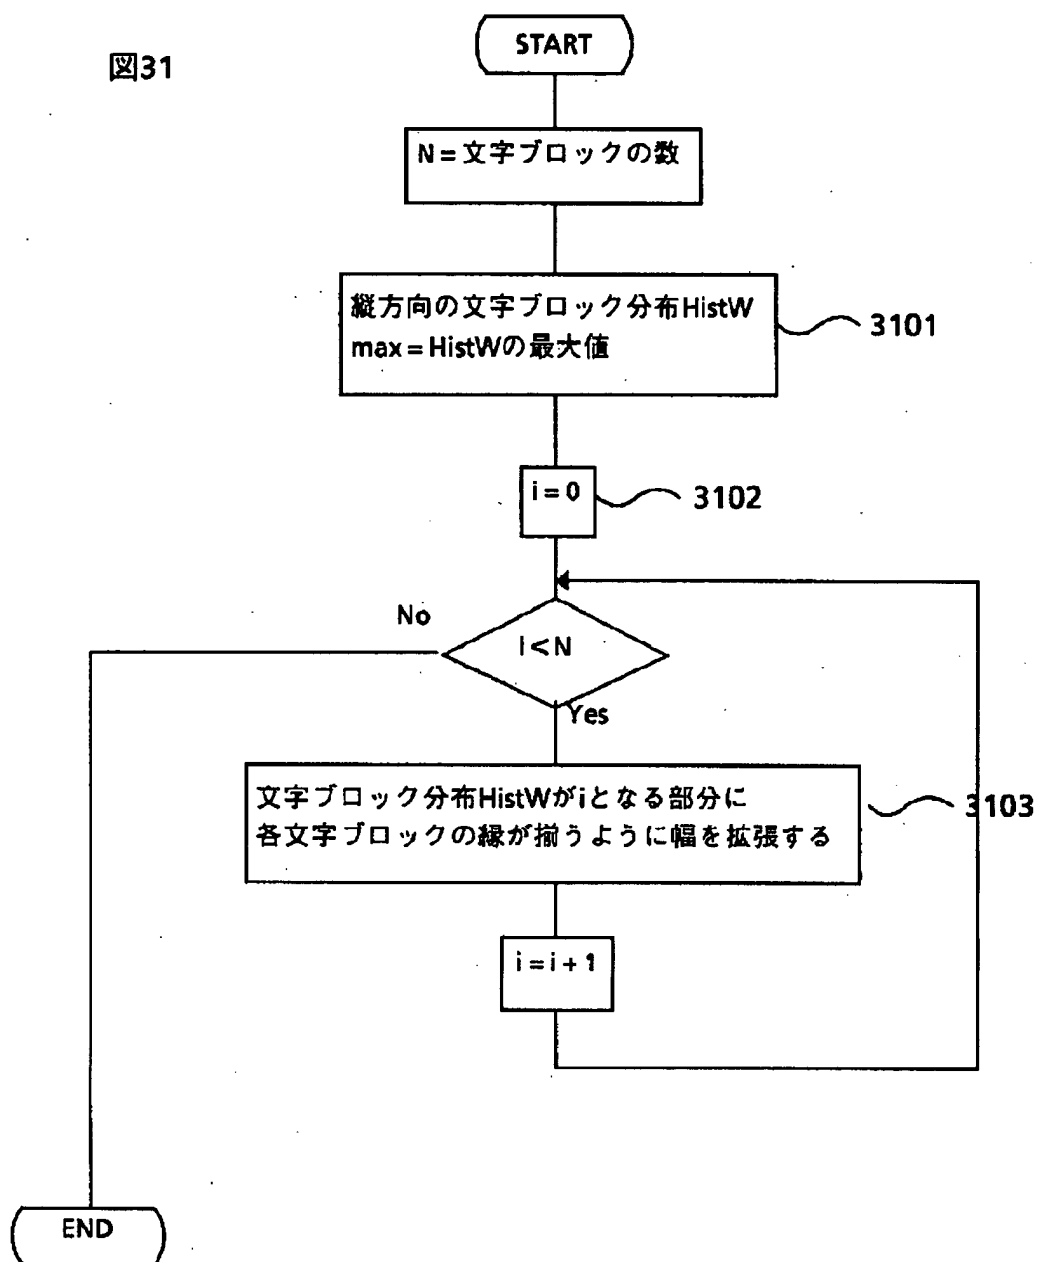 図31
START
N=文字ブロックの数
縦方向の文字ブロック分布HistW
max=HistWの最大値
3101
i=0
3102
No
i<N
Yes
文字ブロック分布HistWがiとなる部分に
各文字ブロックの縁が揃うように幅を拡張する
3103
i=i+1
END